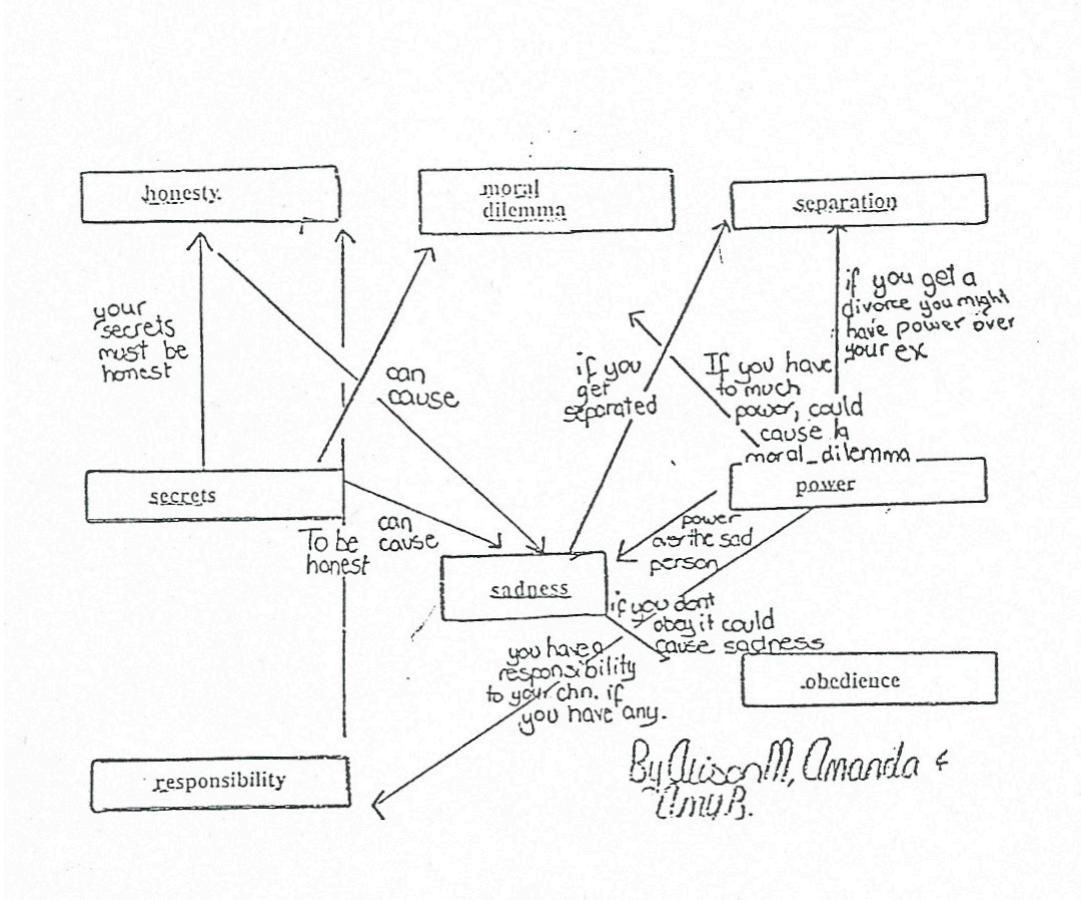 honesty.
moral
dilemma
separation
your
secrets
must be
honest
if you get a
divorce you might
have power over
your ex
can
cause
if you
get
separated
If you have
to much
power, could
cause a
moral_dilemma
secrets
power
To be
honest
can
cause
power
over the sad
person
sadness
if you dont
obey it could
cause sadness
you have a
responsibility
to your chn. if
you have any.
.obedience
responsibility
By Alison M, Amanda &
Amy B.